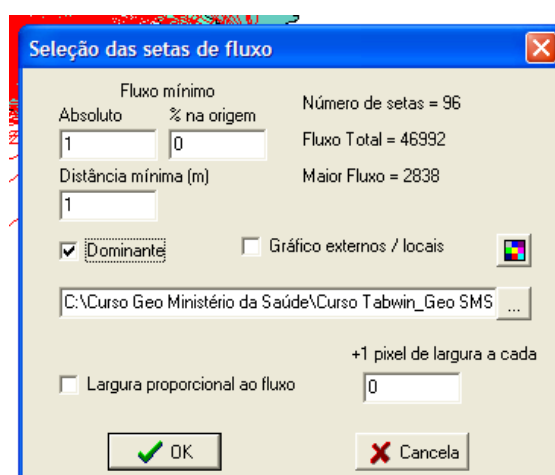 Seleção das setas de fluxo
Fluxo mínimo
Absoluto % na origem
1 0
Distância mínima (m)
1
Número de setas = 96
Fluxo Total = 46992
Maior Fluxo = 2838
Dominante Gráfico externos / locais
C:\Curso Geo Ministério da Saúde\Curso Tabwin_Geo SMS ...
+1 pixel de largura a cada
Largura proporcional ao fluxo 0
OK Cancela